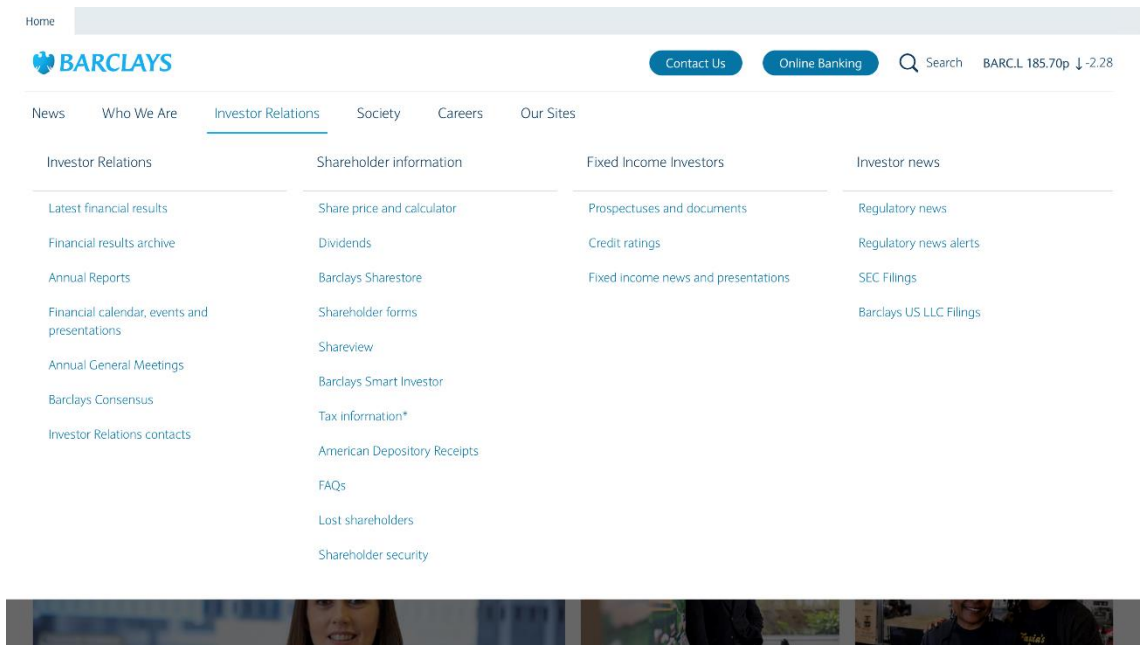 Home
BARCLAYS
Contact Us
Online Banking
Search
BARC.L 185.70p ↓ -2.28
News
Who We Are
Investor Relations
Society
Careers
Our Sites
Investor Relations
Latest financial results
Financial results archive
Annual Reports
Financial calendar, events and
presentations
Annual General Meetings
Barclays Consensus
Investor Relations contacts
Shareholder information
Share price and calculator
Dividends
Barclays Sharestore
Shareholder forms
Shareview
Barclays Smart Investor
Tax information*
American Depository Receipts
FAQs
Lost shareholders
Shareholder security
Fixed Income Investors
Prospectuses and documents
Credit ratings
Fixed income news and presentations
Investor news
Regulatory news
Regulatory news alerts
SEC Filings
Barclays US LLC Filings